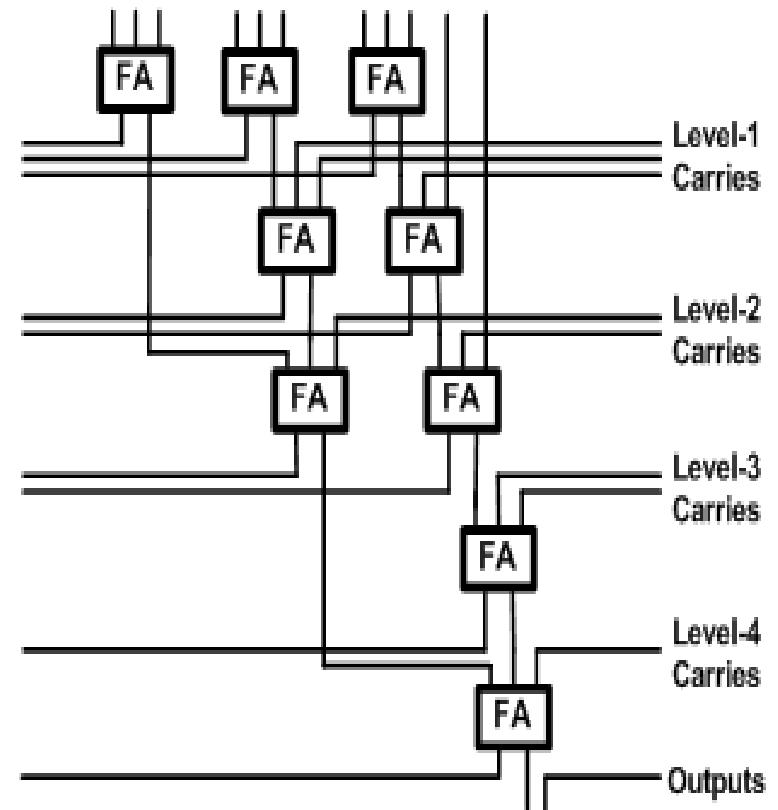 FA FA FA
Level-1
Carries
FA FA
Level-2
Carries
FA FA
Level-3
Carries
FA
Level-4
Carries
FA
Outputs